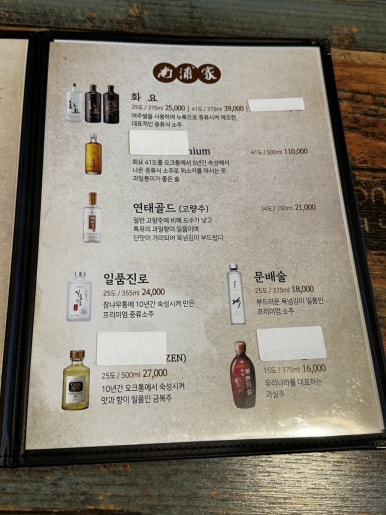 南浦家
화 요
25도 / 375ml 25,000 | 41도 / 375ml 39,000 |
여주쌀을 사용하여 누룩으로 증류시켜 제조한,
대표적인 증류식 소주
mium
41도 / 500ml 110,000
화요 41도를 오크통에서 5년간 숙성해서
나온 증류식 소주로 위스키를 마시는 듯
과일풍미가 좋은 술
연태골드 (고량주)
34도 / 250ml 21,000
일반 고량주에 비해 도수가 낮고
특유의 과일향이 일품이며
단맛이 가미되어 목넘김이 부드럽다
일품진로
25도 / 355ml 24,000
참나무통에 10년간 숙성시켜 만든
프리미엄 증류소주
문배술
25도 / 375ml 18,000
부드러운 목넘김이 일품인
프리미엄 소주
ZEN)
25도 / 500ml 27,000
10년간 오크통에서 숙성시켜
맛과 향이 일품인 금복주
15도 / 375ml 16,000
우리나라를 대표하는
과실주